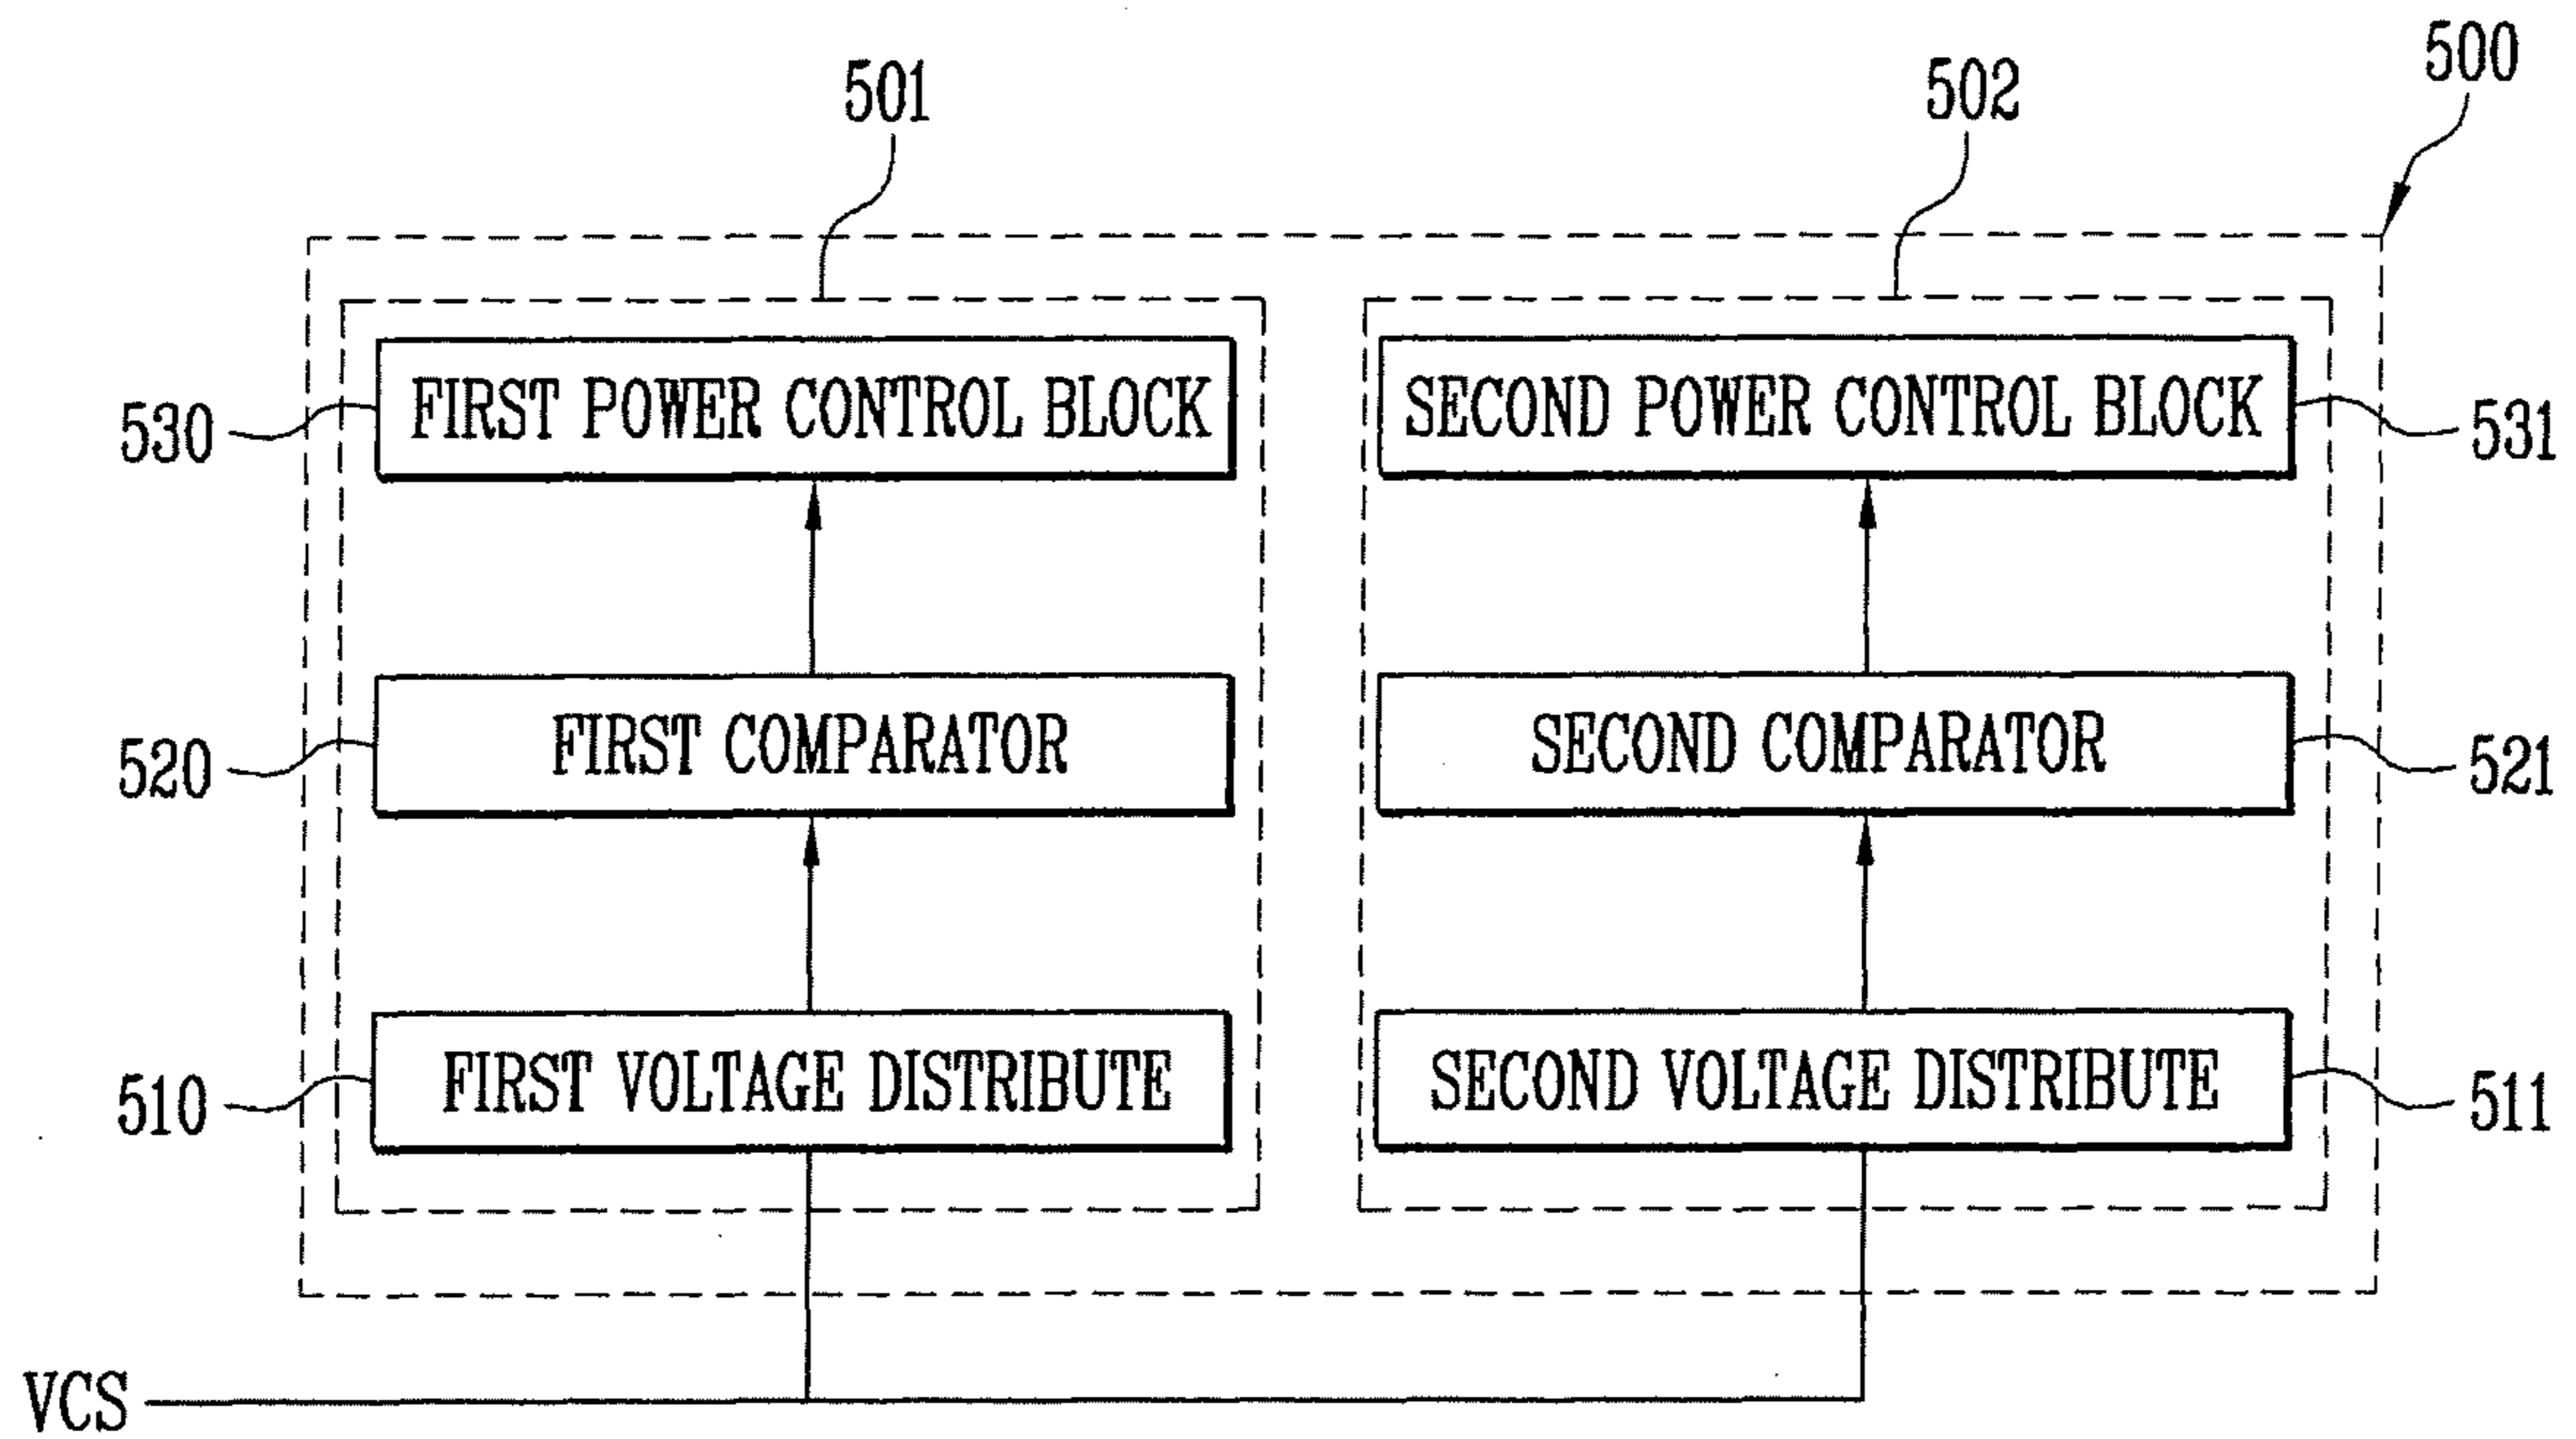 500
501
502
FIRST POWER CONTROL BLOCK
SECOND POWER CONTROL BLOCK
530
531
FIRST COMPARATOR
SECOND COMPARATOR
520
521
FIRST VOLTAGE DISTRIBUTE
SECOND VOLTAGE DISTRIBUTE
510
511
VCS